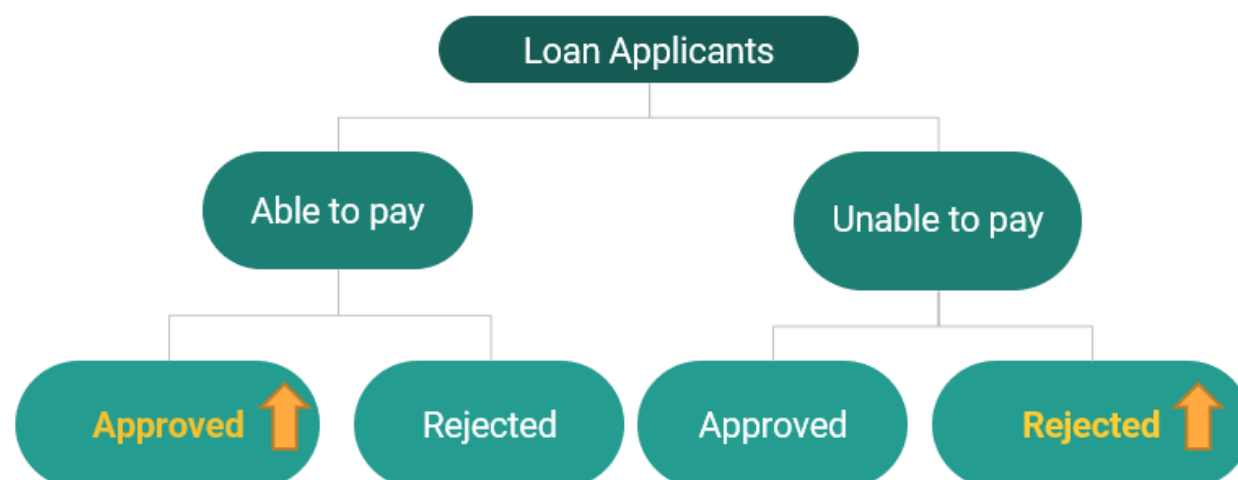 Loan Applicants
Able to pay
Unable to pay
Approved
Rejected
Approved
Rejected